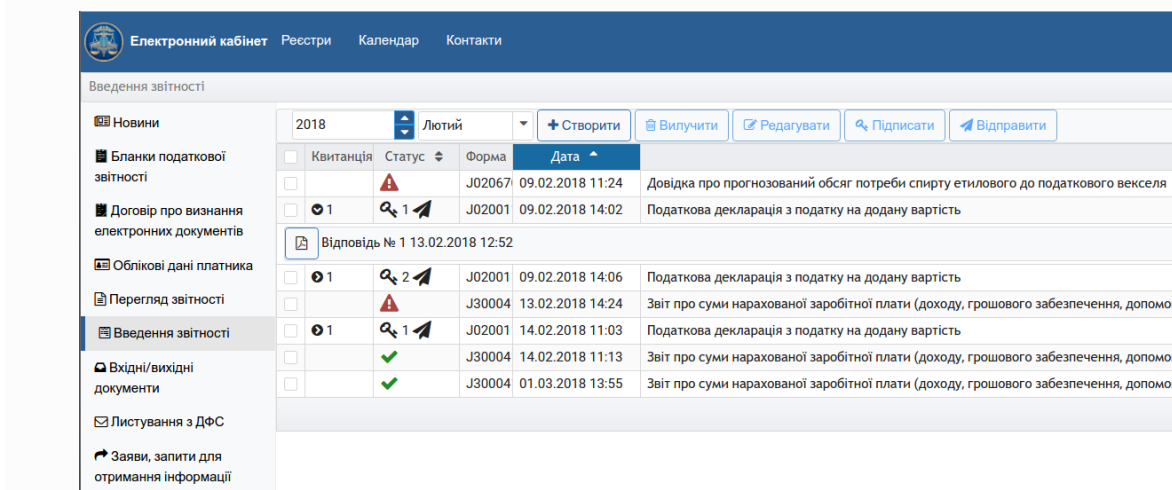 Електронний кабінет Реєстри Календар Контакти
Введення звітності
Новини
Бланки податкової
звітності
Договір про визнання
електронних документів
Облікові дані платника
Перегляд звітності
Введення звітності
Вхідні/вихідні
документи
Листування з ДФС
Заяви, запити для
отримання інформації
2018 Лютий Створити Вилучити Редагувати Підписати Відправити
Квитанція Статус Форма Дата
J02067 09.02.2018 11:24 Довідка про прогнозований обсяг потреби спирту етилового до податкового векселя
1 1 J02001 09.02.2018 14:02 Податкова декларація з податку на додану вартість
Відповідь № 1 13.02.2018 12:52
1 2 J02001 09.02.2018 14:06 Податкова декларація з податку на додану вартість
J30004 13.02.2018 14:24 Звіт про суми нарахованої заробітної плати (доходу, грошового забезпечення, допомо
1 1 J02001 14.02.2018 11:03 Податкова декларація з податку на додану вартість
J30004 14.02.2018 11:13 Звіт про суми нарахованої заробітної плати (доходу, грошового забезпечення, допомо
J30004 01.03.2018 13:55 Звіт про суми нарахованої заробітної плати (доходу, грошового забезпечення, допомо